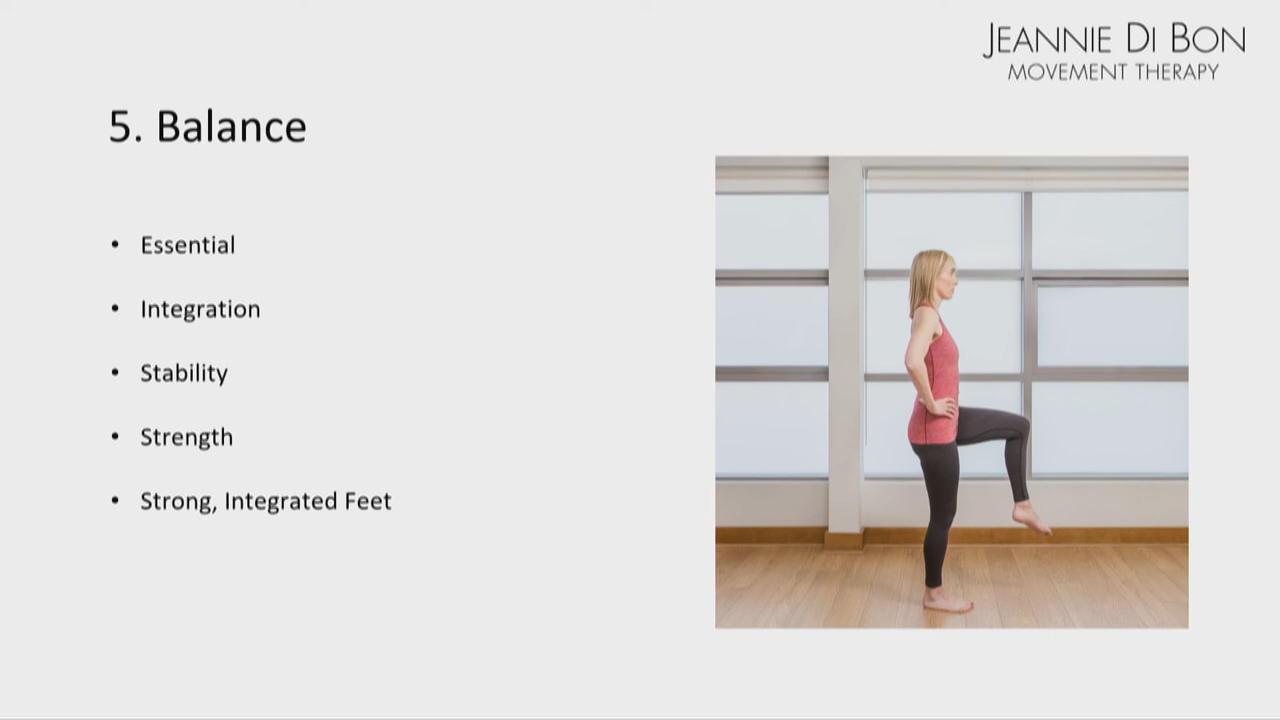 JEANNIE DI BON
MOVEMENT THERAPY
5. Balance
• Essential
• Integration
• Stability
• Strength
• Strong, Integrated Feet